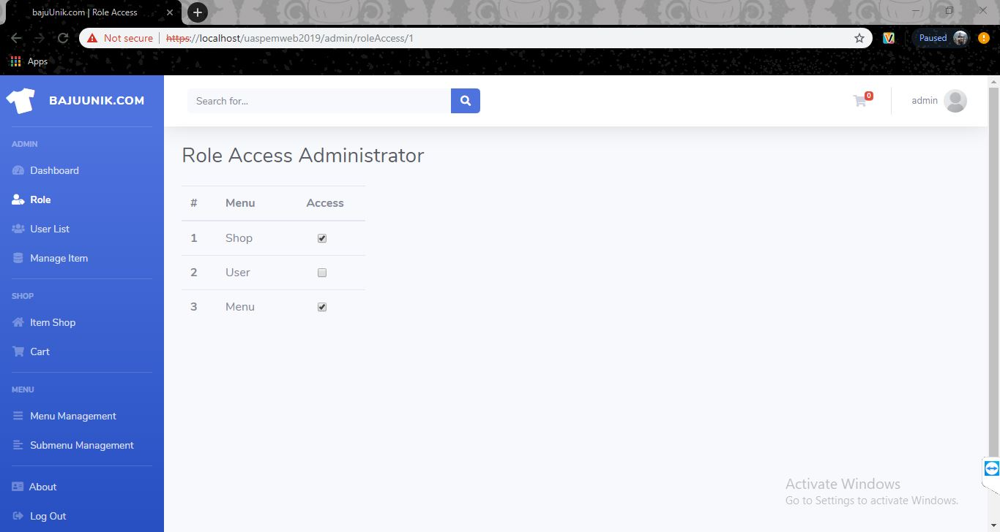 bajuUnik.com | Role Access
Not secure | https://localhost/uaspemweb2019/admin/roleAccess/1
Paused
Apps
BAJUUNIK.COM
Search for...
0
admin
ADMIN
Dashboard
Role
User List
Manage Item
SHOP
Item Shop
Cart
MENU
Menu Management
Submenu Management
About
Log Out
Role Access Administrator
# Menu Access
1 Shop
2 User
3 Menu
Activate Windows
Go to Settings to activate Windows.